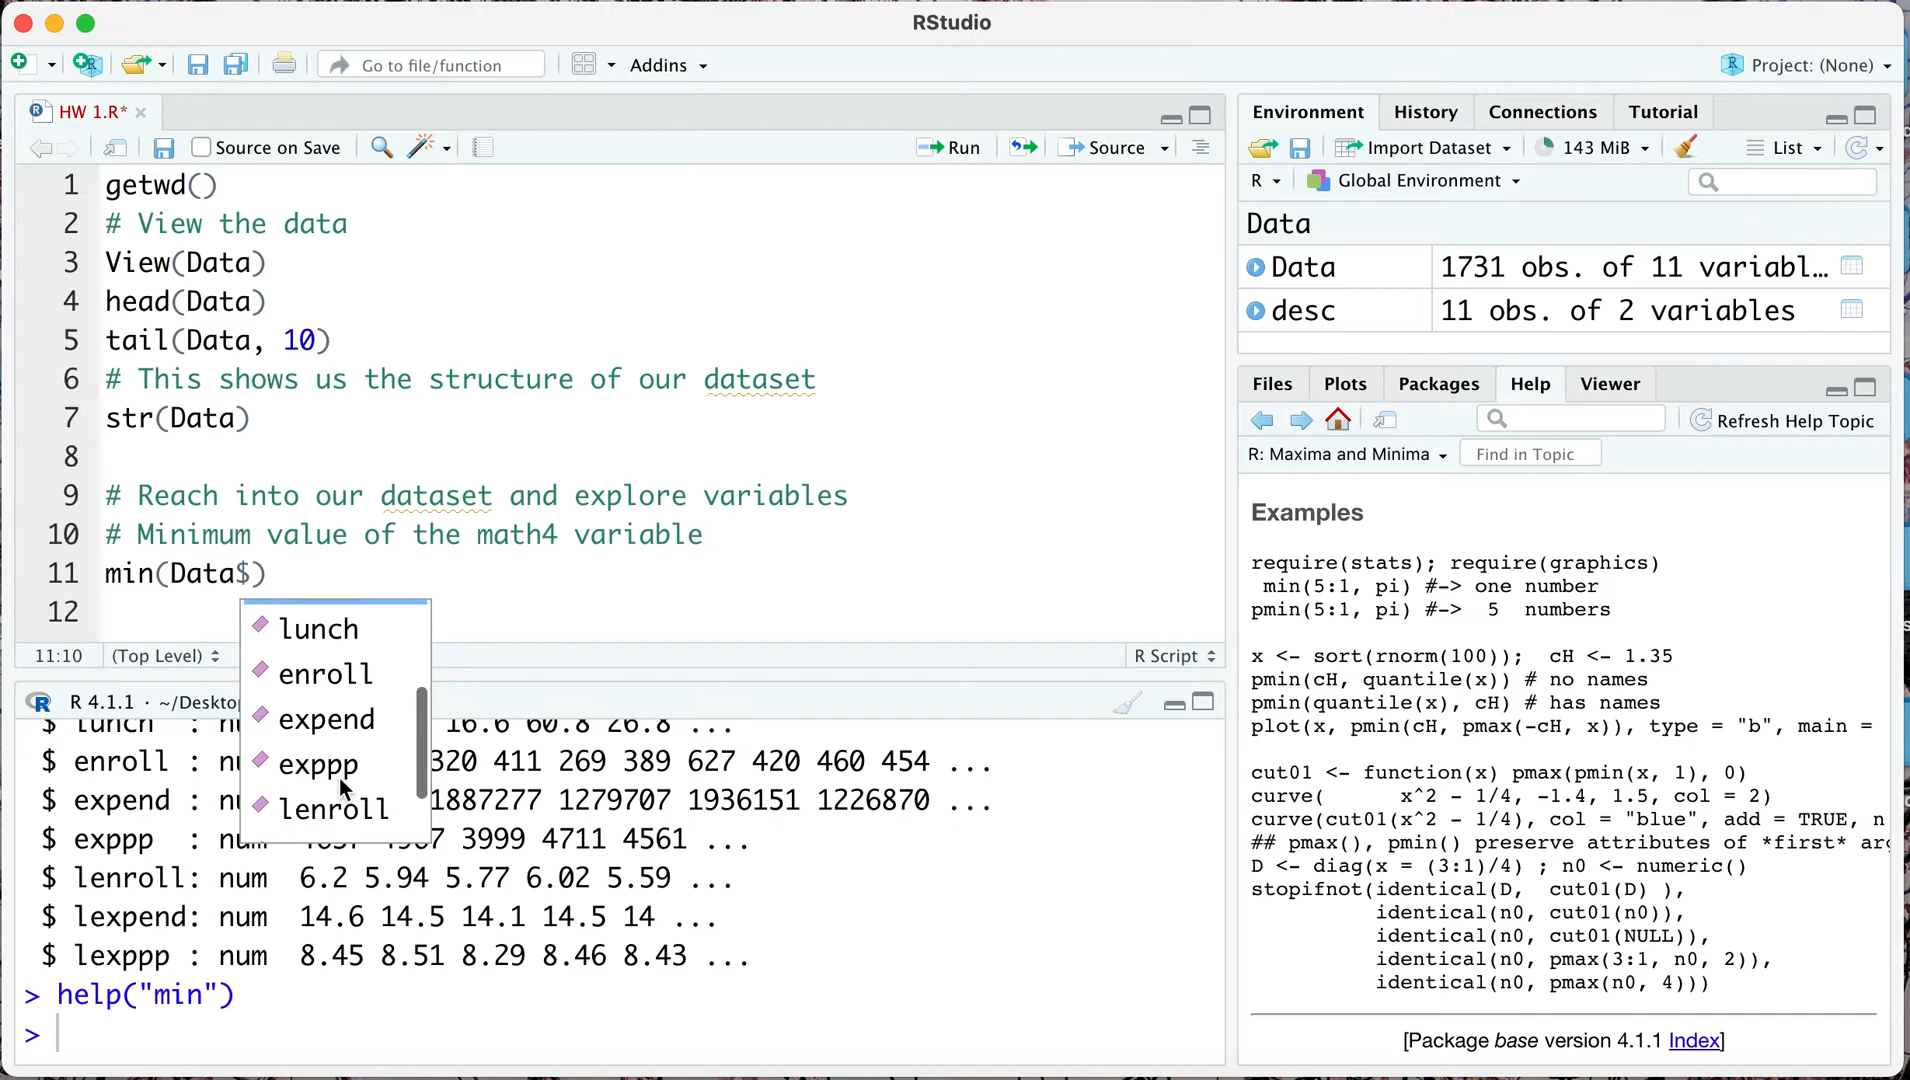 RStudio
Go to file/function
Addins
Project: (None)
HW 1.R*
Source on Save
Run
Source
1 getwd()
2 # View the data
3 View(Data)
4 head(Data)
5 tail(Data, 10)
6 # This shows us the structure of our dataset
7 str(Data)
8
9 # Reach into our dataset and explore variables
10 # Minimum value of the math4 variable
11 min(Data$)
12
lunch
enroll
expend
exppp
lenroll
11:10
(Top Level)
R Script
R 4.1.1 · ~/Deskto
$ lunch : nu 16.6 60.8 26.8 ...
$ enroll : nu 320 411 269 389 627 420 460 454 ...
$ expend : nu 1887277 1279707 1936151 1226870 ...
$ exppp : num 3999 4711 4561 ...
$ lenroll: num 6.2 5.94 5.77 6.02 5.59 ...
$ lexpend: num 14.6 14.5 14.1 14.5 14 ...
$ lexppp : num 8.45 8.51 8.29 8.46 8.43 ...
> help("min")
>
Environment
History
Connections
Tutorial
Import Dataset
143 MiB
List
R
Global Environment
Data
Data 1731 obs. of 11 variabl...
desc 11 obs. of 2 variables
Files
Plots
Packages
Help
Viewer
Refresh Help Topic
R: Maxima and Minima
Find in Topic
Examples
require(stats); require(graphics)
min(5:1, pi) #-> one number
pmin(5:1, pi) #-> 5 numbers
x <- sort(rnorm(100)); cH <- 1.35
pmin(cH, quantile(x)) # no names
pmin(quantile(x), cH) # has names
plot(x, pmin(cH, pmax(-cH, x)), type = "b", main =
cut01 <- function(x) pmax(pmin(x, 1), 0)
curve( x^2 - 1/4, -1.4, 1.5, col = 2)
curve(cut01(x^2 - 1/4), col = "blue", add = TRUE, n
## pmax(), pmin() preserve attributes of *first* arg
D <- diag(x = (3:1)/4) ; n0 <- numeric()
stopifnot(identical(D, cut01(D) ),
identical(n0, cut01(n0)),
identical(n0, cut01(NULL)),
identical(n0, pmax(3:1, n0, 2)),
identical(n0, pmax(n0, 4)))
[Package base version 4.1.1 Index]